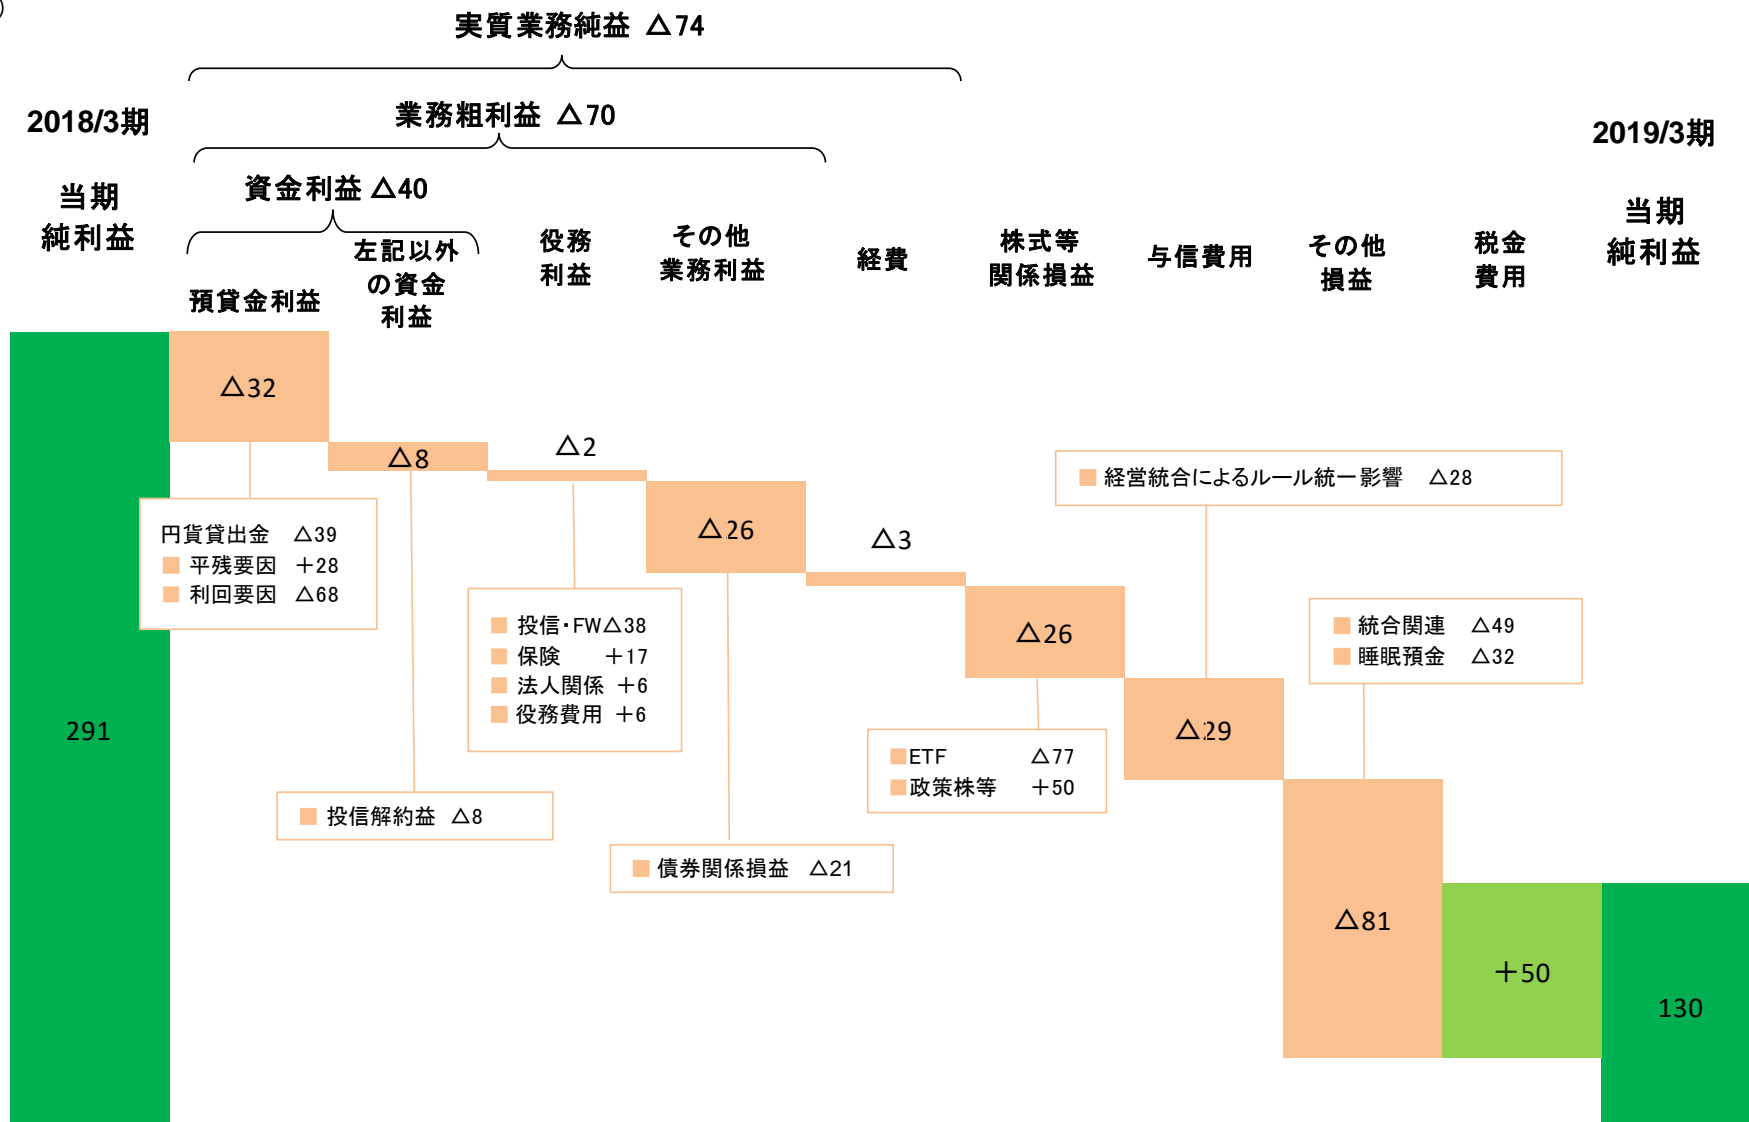 )
実質業務純益 △74
業務粗利益 △70
資金利益 △40
2018/3期
当期
純利益
預貸金利益
左記以外
の資金
利益
役務
利益
その他
業務利益
経費
株式等
関係損益
与信費用
その他
損益
税金
費用
2019/3期
当期
純利益
291
△32
△8
△2
△26
△3
△26
△29
△81
＋50
130
円貨貸出金 △39
平残要因 ＋28
利回要因 △68
投信解約益 △8
投信・FW△38
保険 ＋17
法人関係 ＋6
役務費用 ＋6
債券関係損益 △21
ETF △77
政策株等 ＋50
経営統合によるルール統一影響 △28
統合関連 △49
睡眠預金 △32